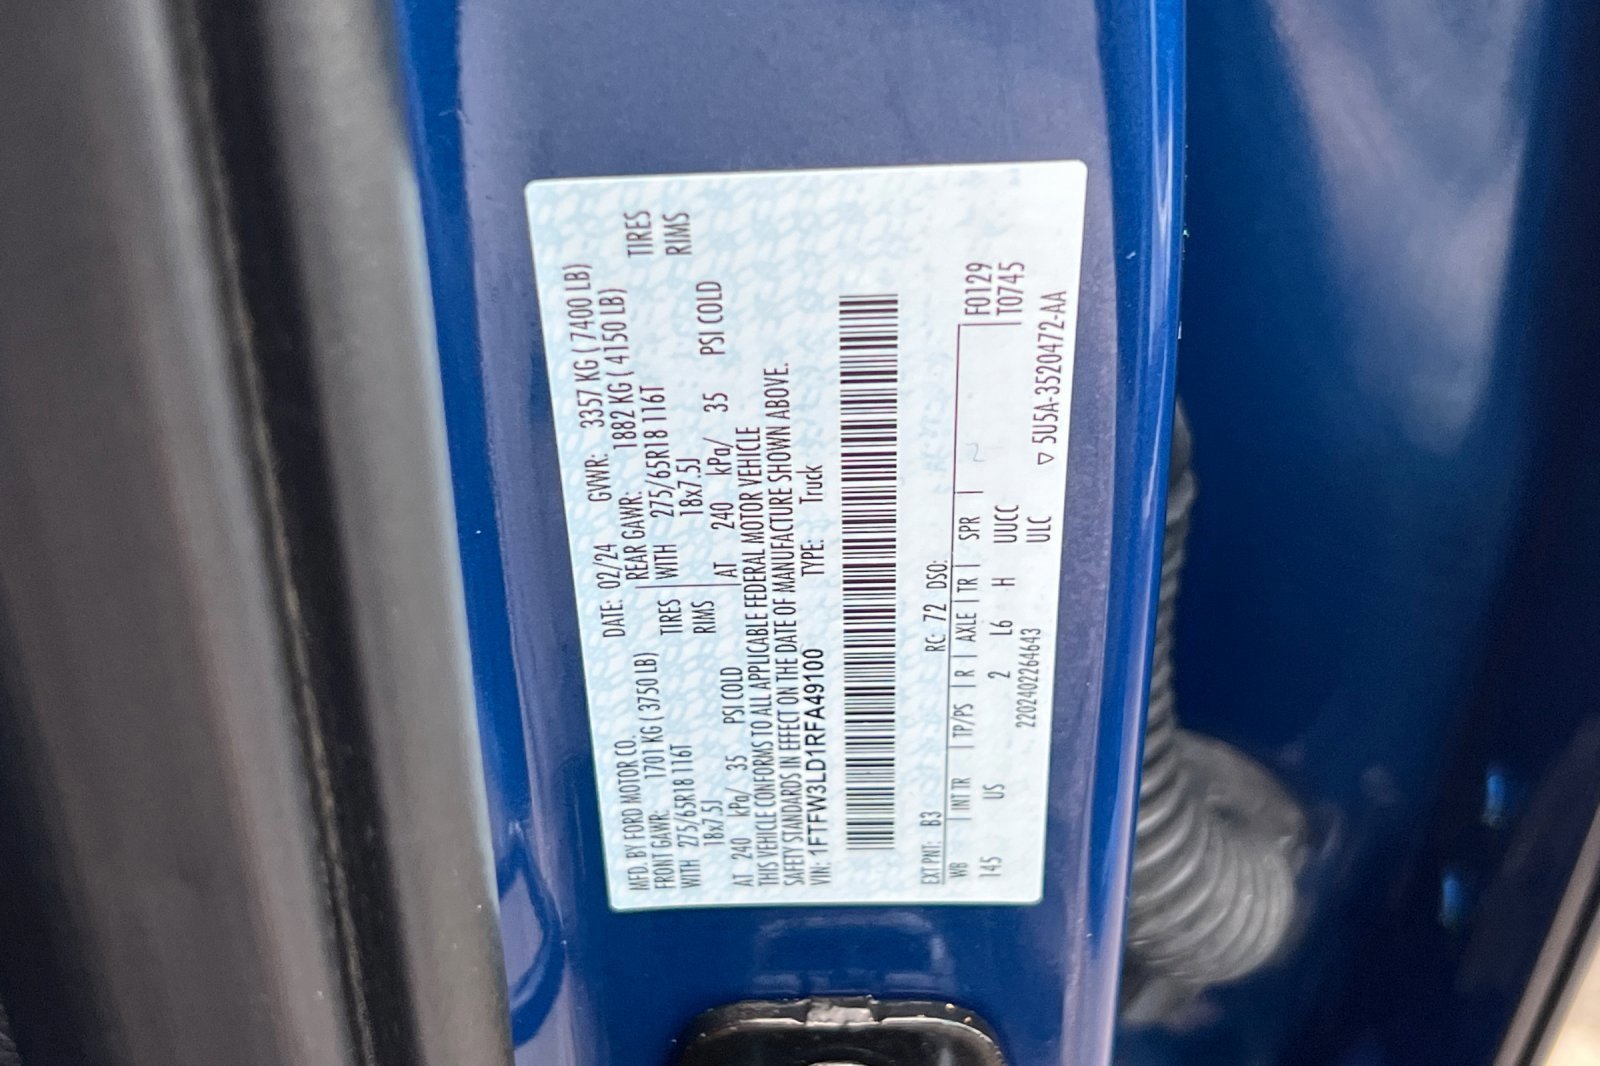 MFD. BY FORD MOTOR CO. DATE: 02/24 GVWR: 3357 KG ( 7400 LB)
FRONT GAWR: 1701 KG ( 3750 LB) REAR GAWR: 1882 KG ( 4150 LB)
WITH 275/65R18 116T TIRES WITH 275/65R18 116T TIRES
18x7.5J RIMS 18x7.5J RIMS
AT 240 kPa/ 35 PSI COLD AT 240 kPa/ 35 PSI COLD
THIS VEHICLE CONFORMS TO ALL APPLICABLE FEDERAL MOTOR VEHICLE
SAFETY STANDARDS IN EFFECT ON THE DATE OF MANUFACTURE SHOWN ABOVE.
VIN: 1FTFW3LD1RFA49100 TYPE: Truck
EXT PNT: B3 RC: 72 DSO:
WB INT TR TP/PS R AXLE TR SPR F0129
145 US 2 L6 H UUCC T0745
220240226464​3 ULC ▽ 5U5A-3520472-AA